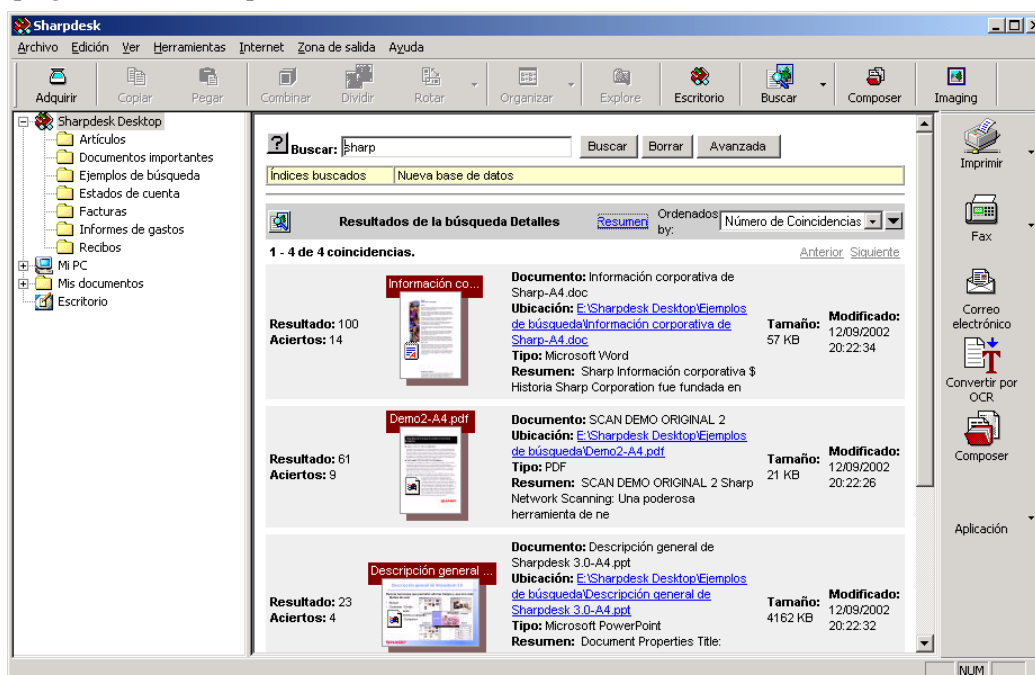 Sharpdesk
Archivo Edición Ver Herramientas Internet Zona de salida Ayuda
Adquirir Copiar Pegar Combinar Dividir Rotar Organizar Explore Escritorio Buscar Composer Imaging
Sharpdesk Desktop
Artículos
Documentos importantes
Ejemplos de búsqueda
Estados de cuenta
Facturas
Informes de gastos
Recibos
Mi PC
Mis documentos
Escritorio
? Buscar: sharp Buscar Borrar Avanzada
Índices buscados Nueva base de datos
Resultados de la búsqueda Detalles Resumen Ordenados by: Número de Coincidencias
1 - 4 de 4 coincidencias. Anterior Siguiente
Información co...
Resultado: 100
Aciertos: 14
Documento: Información corporativa de
Sharp-A4.doc
Ubicación: E:\Sharpdesk Desktop\Ejemplos
de búsqueda\Información corporativa de
Sharp-A4.doc
Tipo: Microsoft Word
Resumen: Sharp Información corporativa $
Historia Sharp Corporation fue fundada en
Tamaño:
57 KB
Modificado:
12/09/2002
20:22:34
Demo2-A4.pdf
Resultado: 61
Aciertos: 9
Documento: SCAN DEMO ORIGINAL 2
Ubicación: E:\Sharpdesk Desktop\Ejemplos
de búsqueda\Demo2-A4.pdf
Tipo: PDF
Resumen: SCAN DEMO ORIGINAL 2 Sharp
Network Scanning: Una poderosa
herramienta de ne
Tamaño:
21 KB
Modificado:
12/09/2002
20:22:26
Descripción general ...
Resultado: 23
Aciertos: 4
Documento: Descripción general de
Sharpdesk 3.0-A4.ppt
Ubicación: E:\Sharpdesk Desktop\Ejemplos
de búsqueda\Descripción general de
Sharpdesk 3.0-A4.ppt
Tipo: Microsoft PowerPoint
Resumen: Document Properties Title:
Tamaño:
4162 KB
Modificado:
12/09/2002
20:22:32
Imprimir
Fax
Correo
electrónico
Convertir por
OCR
Composer
Aplicación
NUM